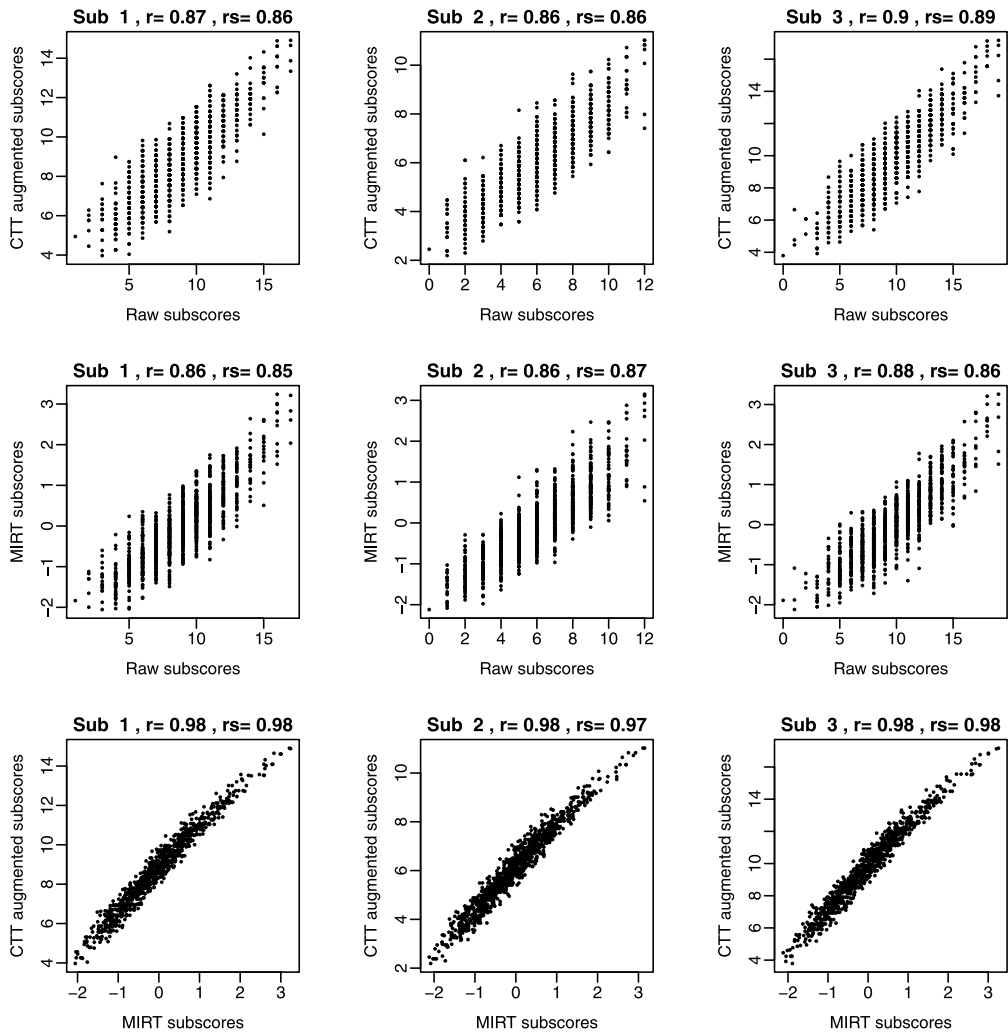 Sub 1 , r= 0.87 , rs= 0.86
CTT augmented subscores
4 6 8 10 12 14
5 10 15
Raw subscores
Sub 2 , r= 0.86 , rs= 0.86
CTT augmented subscores
2 4 6 8 10
0 2 4 6 8 10 12
Raw subscores
Sub 3 , r= 0.9 , rs= 0.89
CTT augmented subscores
4 6 8 10 14
0 5 10 15
Raw subscores
Sub 1 , r= 0.86 , rs= 0.85
MIRT subscores
−2 −1 0 1 2 3
5 10 15
Raw subscores
Sub 2 , r= 0.86 , rs= 0.87
MIRT subscores
−2 −1 0 1 2 3
0 2 4 6 8 10 12
Raw subscores
Sub 3 , r= 0.88 , rs= 0.86
MIRT subscores
−2 −1 0 1 2 3
0 5 10 15
Raw subscores
Sub 1 , r= 0.98 , rs= 0.98
CTT augmented subscores
4 6 8 10 12 14
−2 −1 0 1 2 3
MIRT subscores
Sub 2 , r= 0.98 , rs= 0.97
CTT augmented subscores
2 4 6 8 10
−2 −1 0 1 2 3
MIRT subscores
Sub 3 , r= 0.98 , rs= 0.98
CTT augmented subscores
4 6 8 10 14
−2 −1 0 1 2 3
MIRT subscores